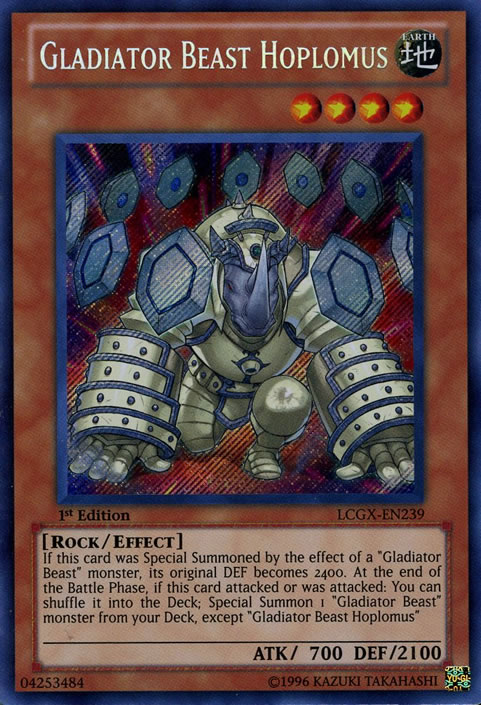 GLADIATOR BEAST HOPLOMUS
EARTH
地
1st Edition
LCGX-EN239
[ROCK/EFFECT]
If this card was Special Summoned by the effect of a "Gladiator
Beast" monster, its original DEF becomes 2400. At the end of
the Battle Phase, if this card attacked or was attacked: You can
shuffle it into the Deck; Special Summon 1 "Gladiator Beast"
monster from your Deck, except "Gladiator Beast Hoplomus"
ATK/ 700 DEF/2100
04253484
©1996 KAZUKI TAKAHASHI